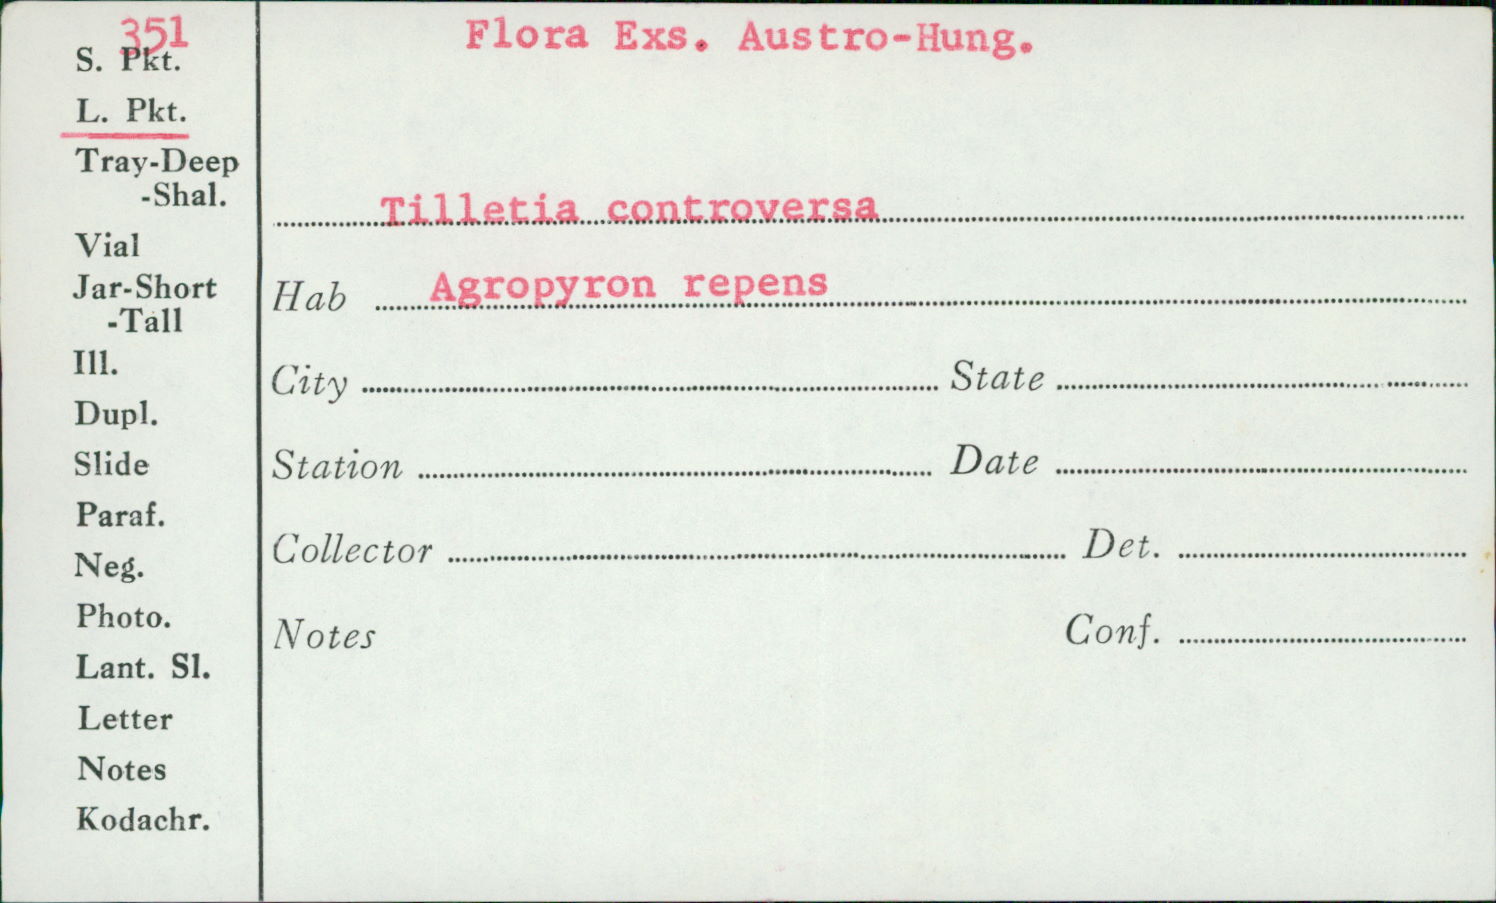 351
S. Pkt.
L. Pkt.
Tray-Deep
-Shal.
Vial
Jar-Short
-Tall
Ill.
Dupl.
Slide
Paraf.
Neg.
Photo.
Lant. Sl.
Letter
Notes
Kodachr.
Flora Exs. Austro-Hung.
Tilletia controversa
Hab Agropyron repens
City State
Station Date
Collector Det.
Notes Conf.